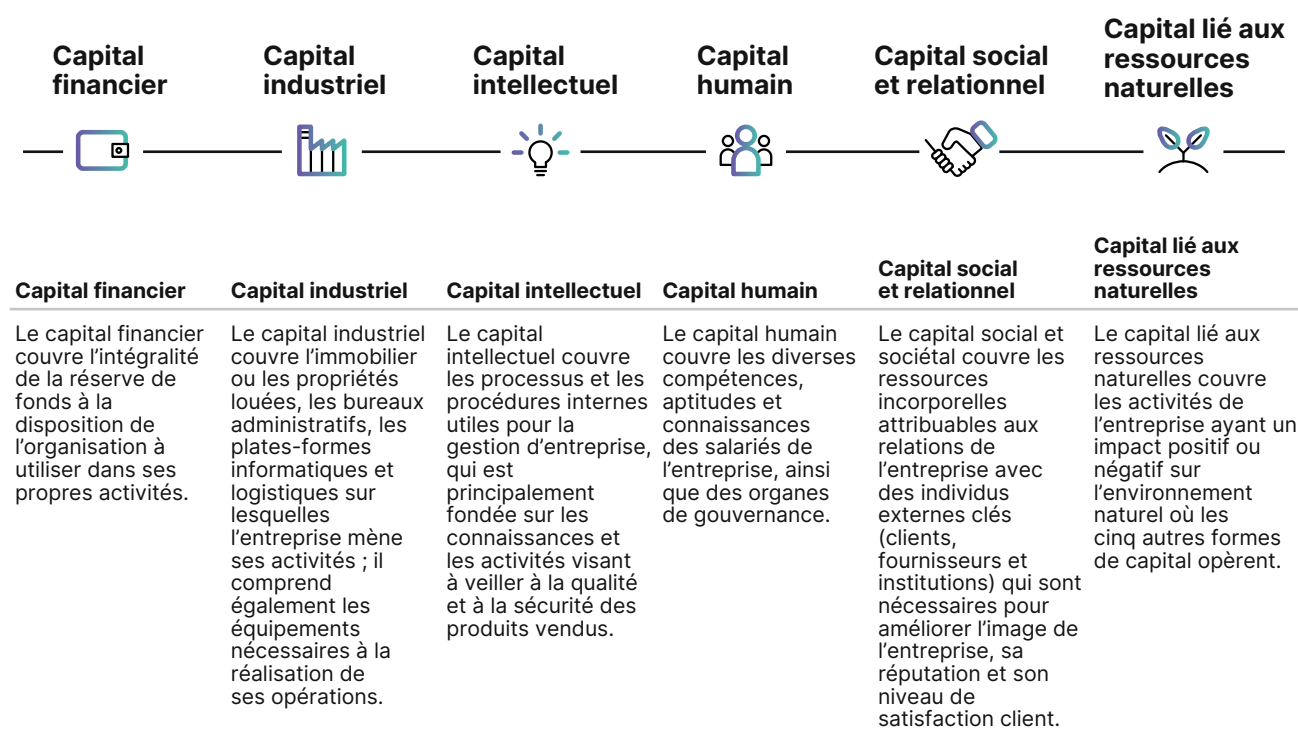 Capital
financier
Capital
industriel
Capital
intellectuel
Capital
humain
Capital social
et relationnel
Capital lié aux
ressources
naturelles
Capital financier
Le capital financier
couvre l’intégralité
de la réserve de
fonds à la
disposition de
l’organisation à
utiliser dans ses
propres activités.
Capital industriel
Le capital industriel
couvre l’immobilier
ou les propriétés
louées, les bureaux
administratifs, les
plates-formes
informatiques et
logistiques sur
lesquelles
l’entreprise mène
ses activités ; il
comprend
également les
équipements
nécessaires à la
réalisation de
ses opérations.
Capital intellectuel
Le capital
intellectuel couvre
les processus et les
procédures internes
utiles pour la
gestion d’entreprise,
qui est
principalement
fondée sur les
connaissances et
les activités visant
à veiller à la qualité
et à la sécurité des
produits vendus.
Capital humain
Le capital humain
couvre les diverses
compétences,
aptitudes et
connaissances
des salariés de
l’entreprise, ainsi
que des organes
de gouvernance.
Capital social
et relationnel
Le capital social et
sociétal couvre les
ressources
incorporelles
attribuables aux
relations de
l’entreprise avec
des individus
externes clés
(clients,
fournisseurs et
institutions) qui sont
nécessaires pour
améliorer l’image de
l’entreprise, sa
réputation et son
niveau de
satisfaction client.
Capital lié aux
ressources
naturelles
Le capital lié aux
ressources
naturelles couvre
les activités de
l’entreprise ayant un
impact positif ou
négatif sur
l’environnement
naturel où les
cinq autres formes
de capital opèrent.